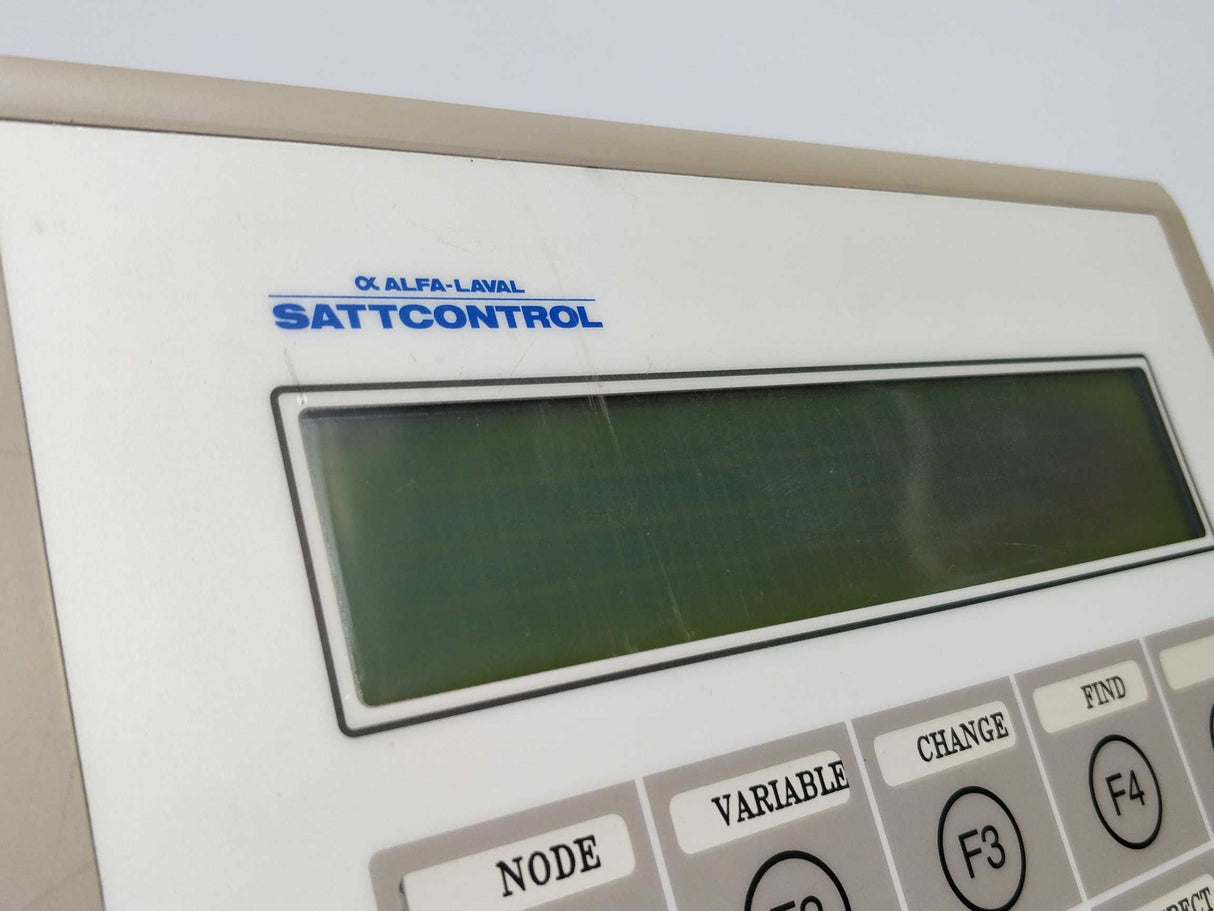 α ALFA-LAVAL
SATTCONTROL
NODE
VARIABLE
CHANGE
FIND
F3
F4